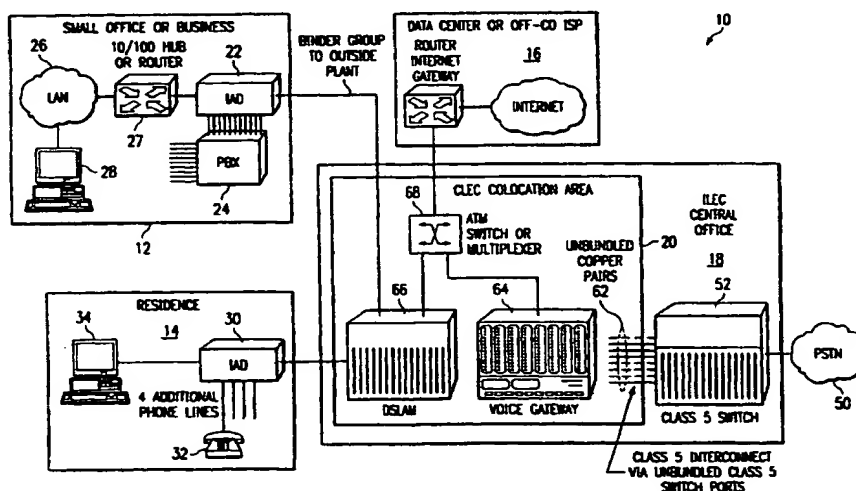 10
SMALL OFFICE OR BUSINESS
26
10/100 HUB
OR ROUTER
22
LAN
IAD
27
PBX
28
24
12
BINDER GROUP
TO OUTSIDE
PLANT
DATA CENTER OR OFF-CO ISP
ROUTER
INTERNET
GATEWAY
16
INTERNET
CLEC COLOCATION AREA
68
ATM
SWITCH OR
MULTIPLEXER
UNBUNDLED
COPPER
PAIRS
62
20
ILEC
CENTRAL
OFFICE
18
52
66
64
DSLAM
VOICE GATEWAY
CLASS 5 SWITCH
PSTN
50
RESIDENCE
34
14
30
IAD
4 ADDITIONAL
PHONE LINES
32
CLASS 5 INTERCONNECT
VIA UNBUNDLED CLASS 5
SWITCH PORTS